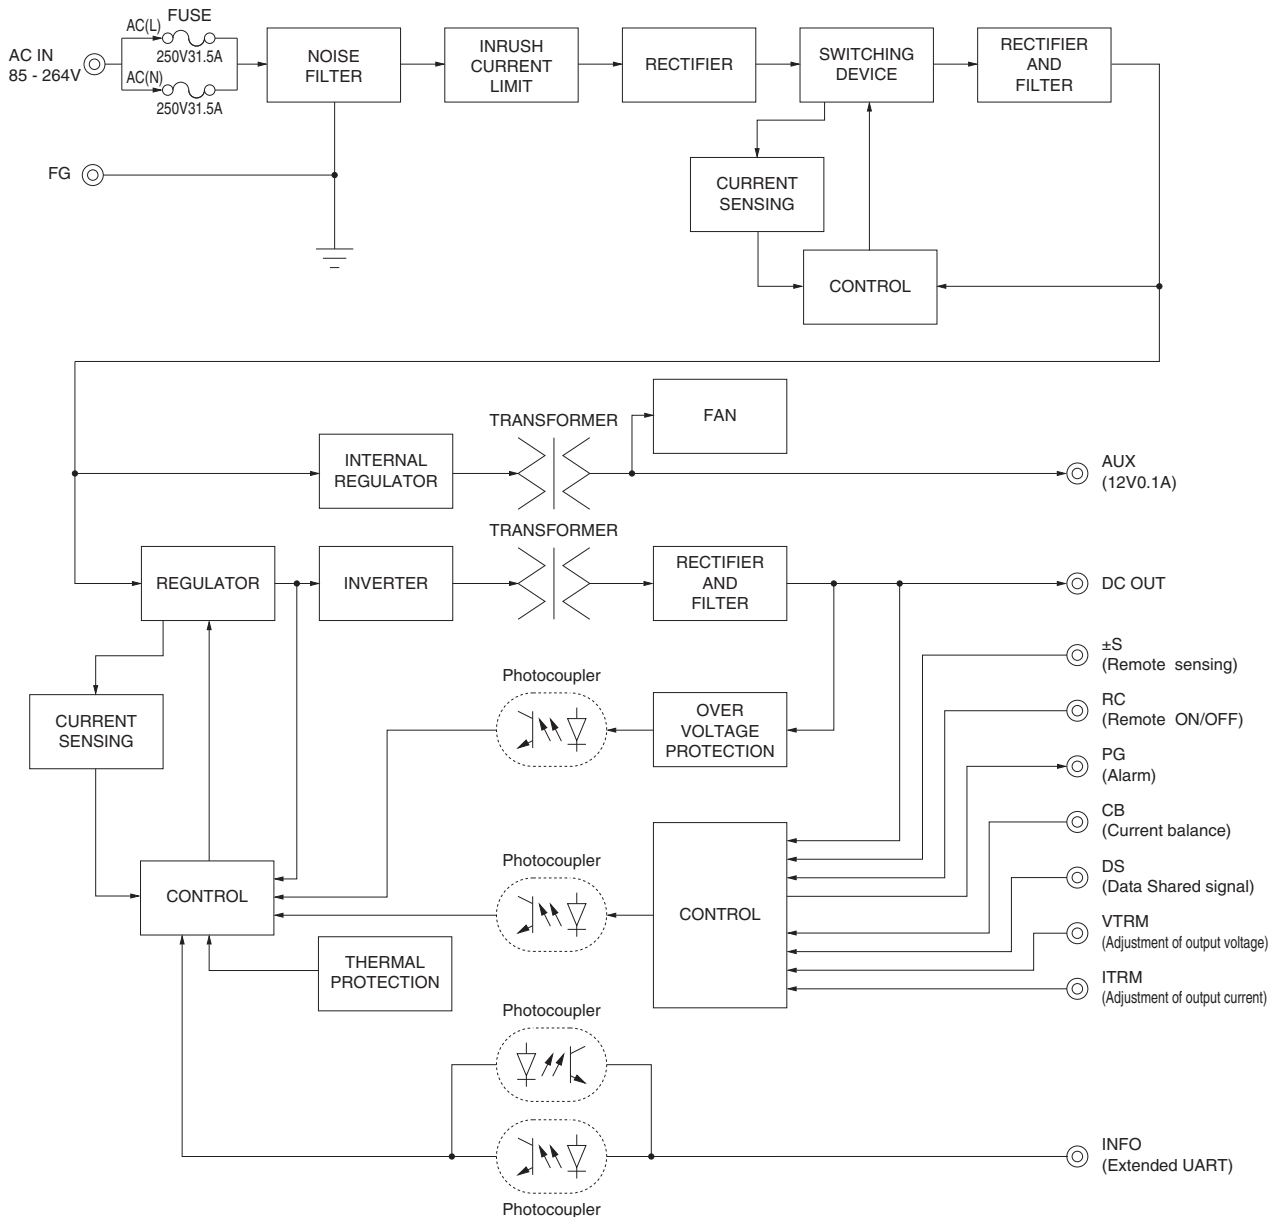 FUSE
AC(L)
AC IN
85 - 264V
250V31.5A
AC(N)
250V31.5A
NOISE
FILTER
INRUSH
CURRENT
LIMIT
RECTIFIER
SWITCHING
DEVICE
RECTIFIER
AND
FILTER
FG
CURRENT
SENSING
CONTROL
FAN
TRANSFORMER
INTERNAL
REGULATOR
AUX
(12V0.1A)
TRANSFORMER
REGULATOR
INVERTER
RECTIFIER
AND
FILTER
DC OUT
±S
(Remote sensing)
Photocoupler
OVER
VOLTAGE
PROTECTION
RC
(Remote ON/OFF)
CURRENT
SENSING
PG
(Alarm)
CB
(Current balance)
Photocoupler
DS
(Data Shared signal)
CONTROL
CONTROL
VTRM
(Adjustment of output voltage)
THERMAL
PROTECTION
ITRM
(Adjustment of output current)
Photocoupler
INFO
(Extended UART)
Photocoupler